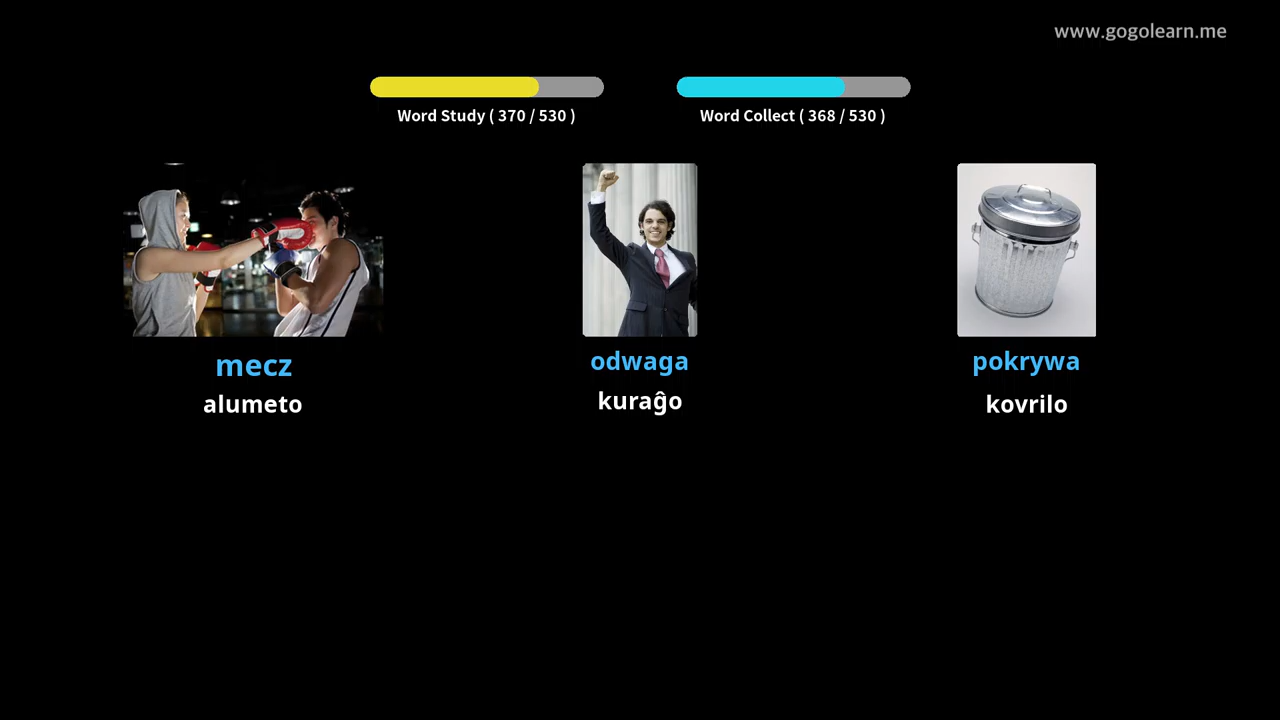 www.gogolearn.me
Word Study ( 370 / 530 )
Word Collect ( 368 / 530 )
mecz
odwaga
pokrywa
alumeto
kuraĝo
kovrilo